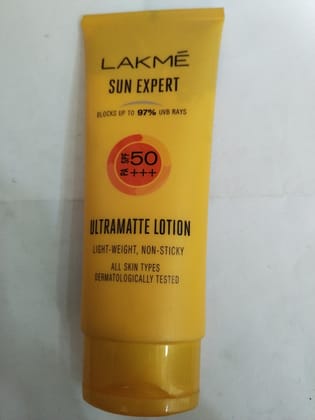 LAKMÉ
SUN EXPERT
BLOCKS UP TO 97% UVB RAYS
PA SPF 50
+++
ULTRAMATTE LOTION
LIGHT-WEIGHT, NON-STICKY
ALL SKIN TYPES
DERMATOLOGICALLY TESTED